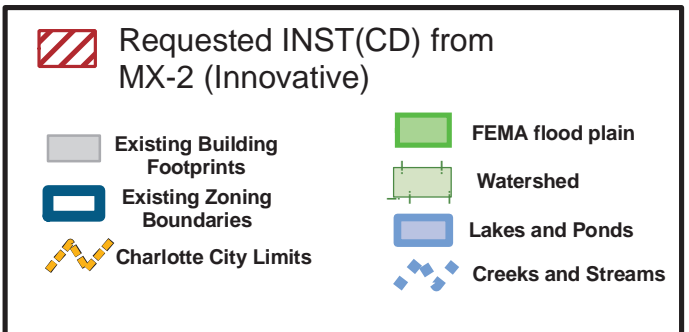 Requested INST(CD) from
MX-2 (Innovative)
Existing Building
Footprints
Existing Zoning
Boundaries
Charlotte City Limits
FEMA flood plain
Watershed
Lakes and Ponds
Creeks and Streams